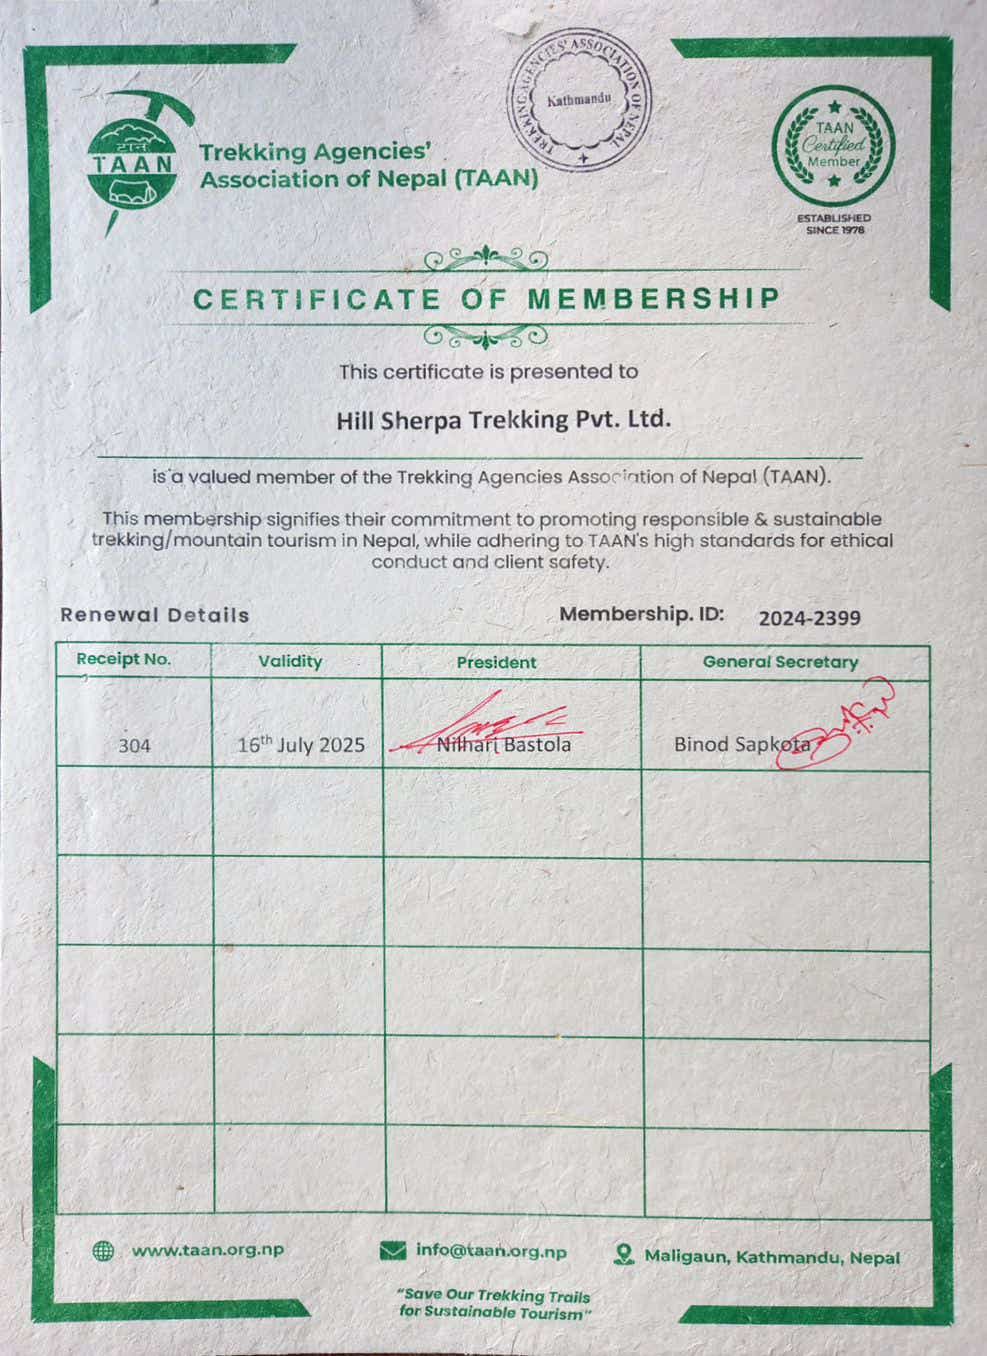 TREKKING AGENCIES' ASSOCIATION OF NEPAL
Kathmandu
टान
TAAN
Trekking Agencies'
Association of Nepal (TAAN)
TAAN
Certified
Member
ESTABLISHED
SINCE 1978
CERTIFICATE OF MEMBERSHIP
This certificate is presented to
Hill Sherpa Trekking Pvt. Ltd.
is a valued member of the Trekking Agencies Association of Nepal (TAAN).
This membership signifies their commitment to promoting responsible & sustainable
trekking/mountain tourism in Nepal, while adhering to TAAN's high standards for ethical
conduct and client safety.
Renewal Details
Membership. ID: 2024-2399
Receipt No. Validity President General Secretary
304 16th July 2025 Nilhari Bastola Binod Sapkota
www.taan.org.np info@taan.org.np Maligaun, Kathmandu, Nepal
"Save Our Trekking Trails
for Sustainable Tourism"